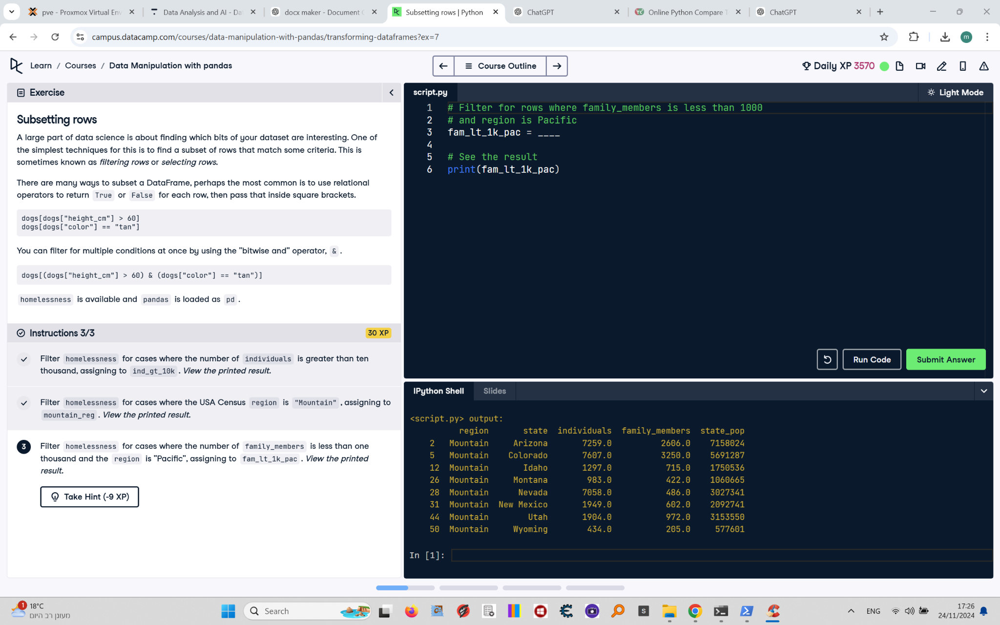 pve - Proxmox Virtual Env
Data Analysis and AI - Da
docx maker - Document
Subsetting rows | Python
ChatGPT
Online Python Compare T
ChatGPT
campus.datacamp.com/courses/data-manipulation-with-pandas/transforming-dataframes?ex=7
m
Learn / Courses / Data Manipulation with pandas
Course Outline
Daily XP 3570
Exercise
Subsetting rows
A large part of data science is about finding which bits of your dataset are interesting. One of
the simplest techniques for this is to find a subset of rows that match some criteria. This is
sometimes known as filtering rows or selecting rows.
There are many ways to subset a DataFrame, perhaps the most common is to use relational
operators to return True or False for each row, then pass that inside square brackets.
dogs[dogs["height_cm"] > 60]
dogs[dogs["color"] == "tan"]
You can filter for multiple conditions at once by using the "bitwise and" operator, & .
dogs[(dogs["height_cm"] > 60) & (dogs["color"] == "tan")]
homelessness is available and pandas is loaded as pd .
Instructions 3/3
30 XP
Filter homelessness for cases where the number of individuals is greater than ten
thousand, assigning to ind_gt_10k . View the printed result.
Filter homelessness for cases where the USA Census region is "Mountain" , assigning to
mountain_reg . View the printed result.
3
Filter homelessness for cases where the number of family_members is less than one
thousand and the region is "Pacific", assigning to fam_lt_1k_pac . View the printed
result.
Take Hint (-9 XP)
script.py
Light Mode
1 # Filter for rows where family_members is less than 1000
2 # and region is Pacific
3 fam_lt_1k_pac = ____
4
5 # See the result
6 print(fam_lt_1k_pac)
Run Code
Submit Answer
IPython Shell
Slides
<script.py> output:
region state individuals family_members state_pop
2 Mountain Arizona 7259.0 2606.0 7158024
5 Mountain Colorado 7607.0 3250.0 5691287
12 Mountain Idaho 1297.0 715.0 1750536
26 Mountain Montana 983.0 422.0 1060665
28 Mountain Nevada 7058.0 486.0 3027341
31 Mountain New Mexico 1949.0 602.0 2092741
44 Mountain Utah 1904.0 972.0 3153550
50 Mountain Wyoming 434.0 205.0 577601
In [1]:
1
18°C
מעונן רב היום
Search
S
ENG
17:26
24/11/2024